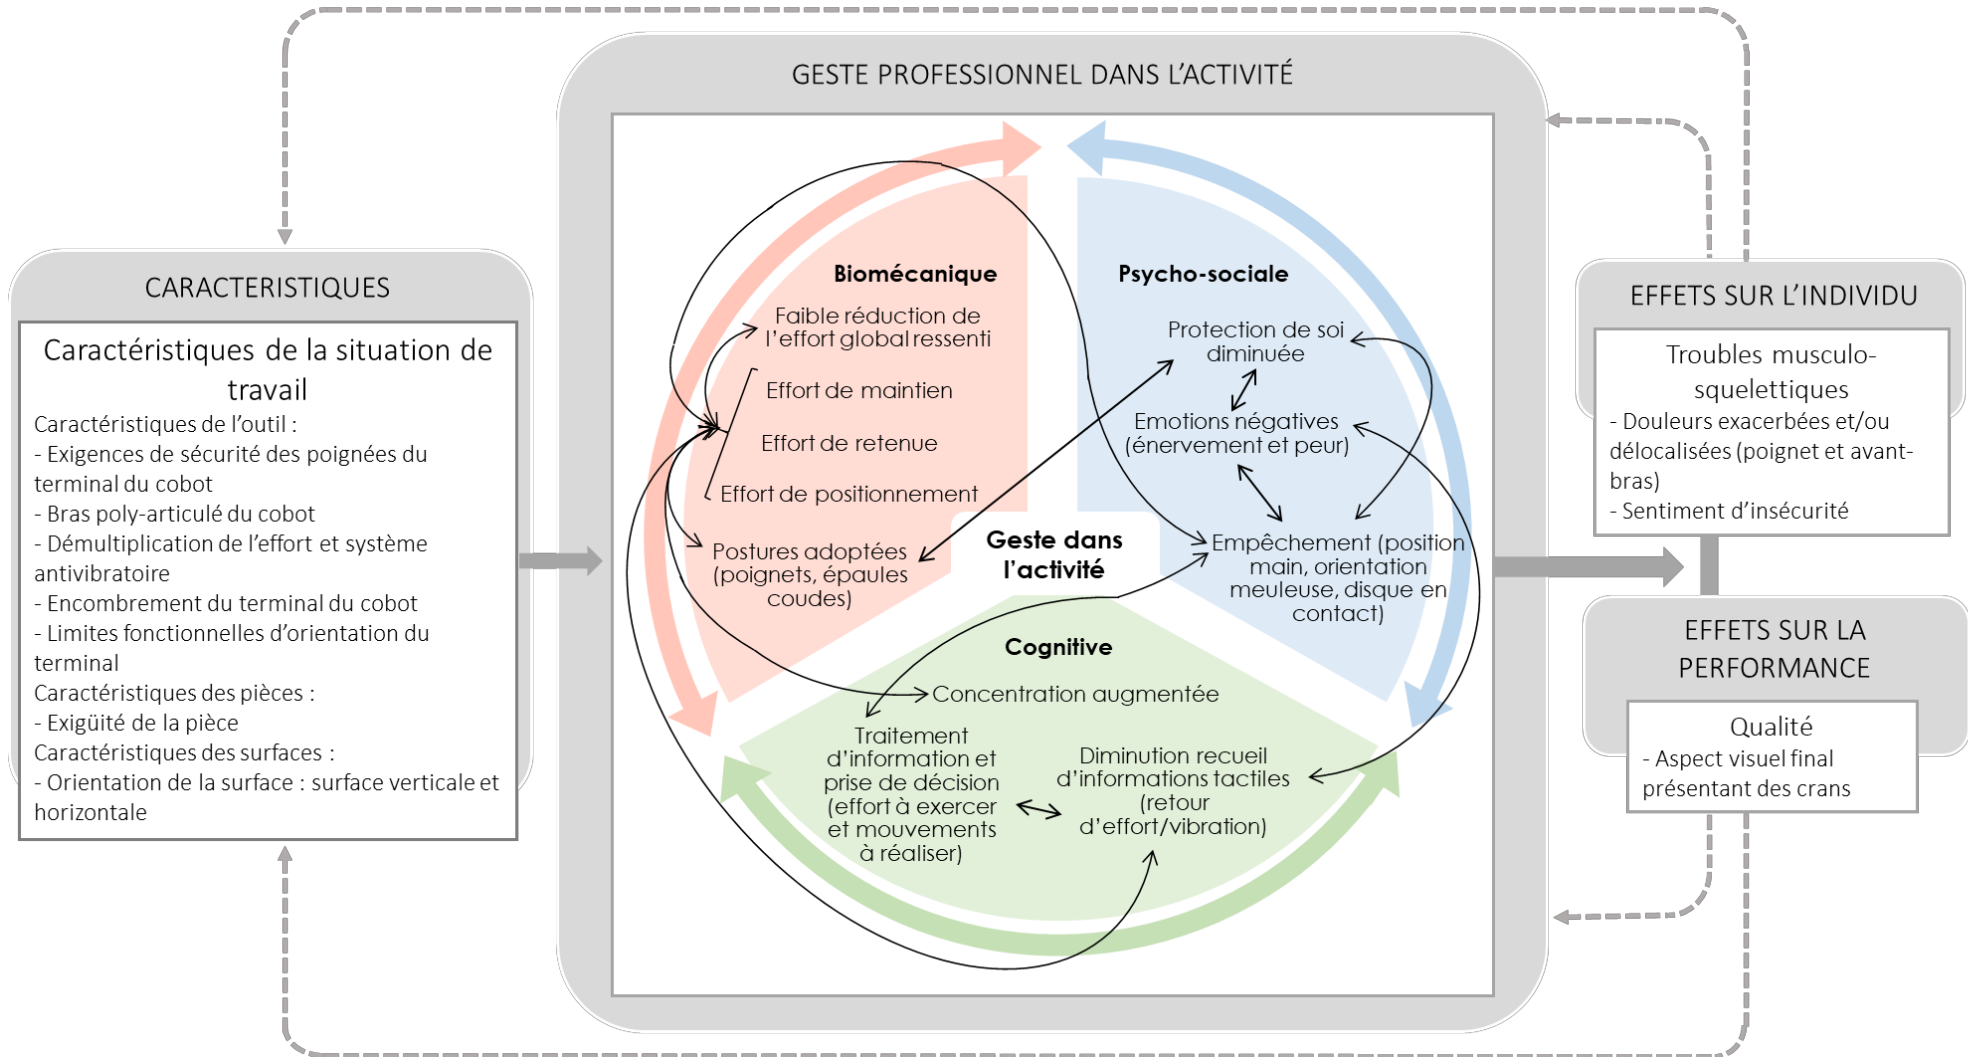 GESTE PROFESSIONNEL DANS L'ACTIVITÉ
CARACTERISTIQUES
Caractéristiques de la situation de
travail
Caractéristiques de l'outil :
- Exigences de sécurité des poignées du
terminal du cobot
- Bras poly-articulé du cobot
- Démultiplication de l'effort et système
antivibratoire
- Encombrement du terminal du cobot
- Limites fonctionnelles d'orientation du
terminal
Caractéristiques des pièces :
- Exigüité de la pièce
Caractéristiques des surfaces :
- Orientation de la surface : surface verticale et
horizontale
Biomécanique
Faible réduction de
l'effort global ressenti
Effort de maintien
Effort de retenue
Effort de positionnement
Postures adoptées
(poignets, épaules
coudes)
Psycho-sociale
Protection de soi
diminuée
Emotions négatives
(énervement et peur)
Empêchement (position
main, orientation
meuleuse, disque en
contact)
Geste dans
l'activité
Cognitive
Concentration augmentée
Traitement
d'information et
prise de décision
(effort à exercer
et mouvements
à réaliser)
Diminution recueil
d'informations tactiles
(retour
d'effort/vibration)
EFFETS SUR L'INDIVIDU
Troubles musculo-
squelettiques
- Douleurs exacerbées et/ou
délocalisées (poignet et avant-
bras)
- Sentiment d'insécurité
EFFETS SUR LA
PERFORMANCE
Qualité
- Aspect visuel final
présentant des crans